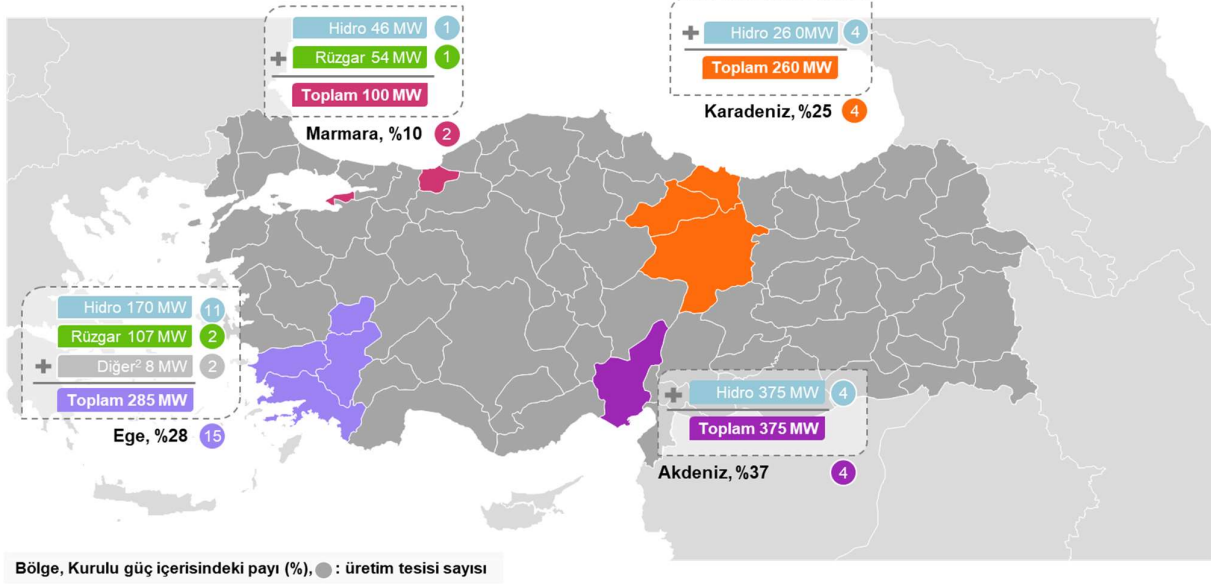 Hidro 46 MW 1
+ Rüzgar 54 MW 1
Toplam 100 MW
Marmara, %10 2
+ Hidro 26 0MW 4
Toplam 260 MW
Karadeniz, %25 4
Hidro 170 MW 11
Rüzgar 107 MW 2
+ Diğer² 8 MW 2
Toplam 285 MW
Ege, %28 15
+ Hidro 375 MW 4
Toplam 375 MW
Akdeniz, %37 4
Bölge, Kurulu güç içerisindeki payı (%), : üretim tesisi sayısı